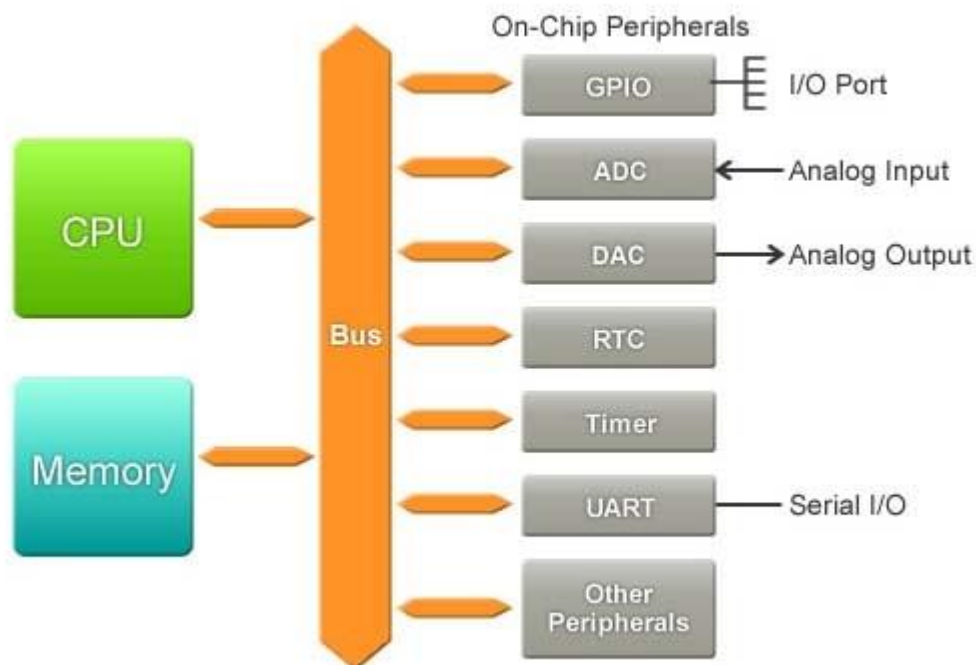 On-Chip Peripherals
GPIO
I/O Port
ADC
Analog Input
CPU
DAC
Analog Output
Bus
RTC
Timer
Memory
UART
Serial I/O
Other
Peripherals